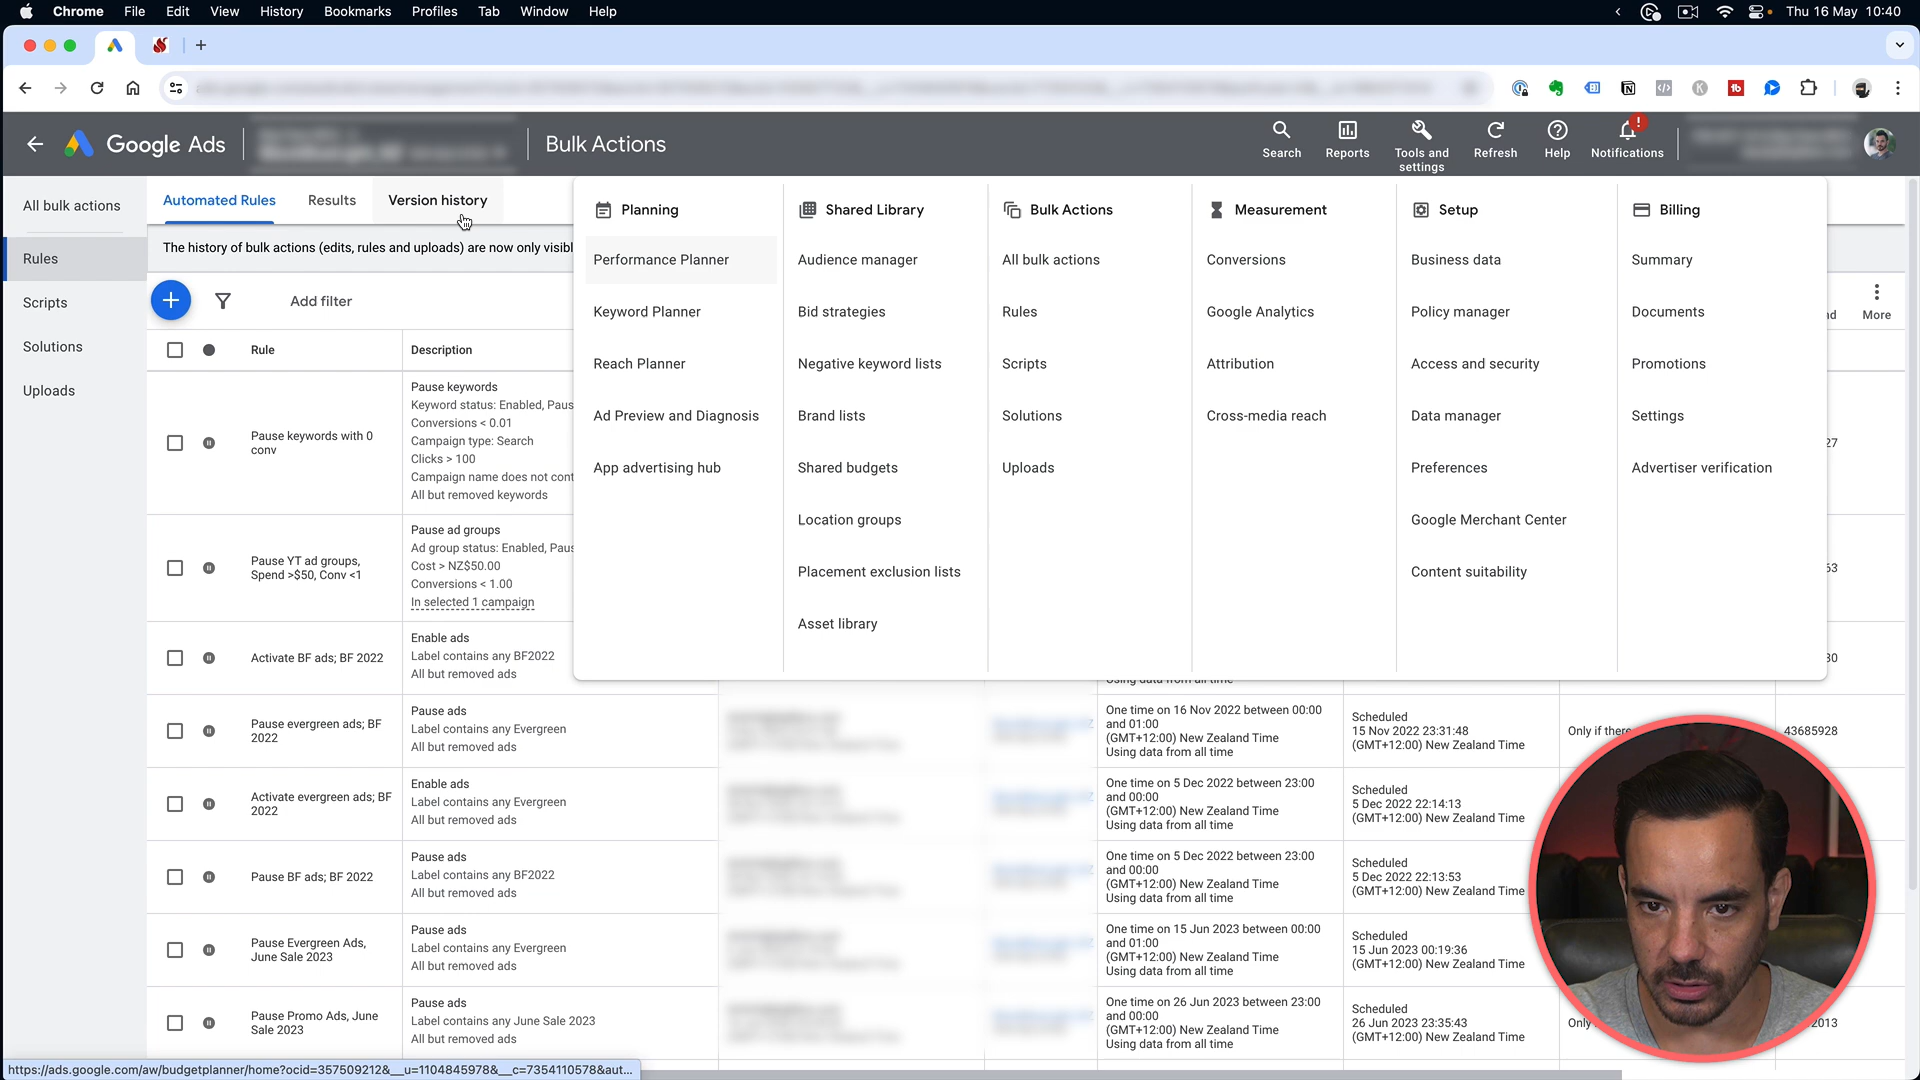 Chrome File Edit View History Bookmarks Profiles Tab Window Help
Thu 16 May 10:40
Google Ads
Bulk Actions
Search
Reports
Tools and
settings
Refresh
Help
!
Notifications
All bulk actions
Rules
Scripts
Solutions
Uploads
Automated Rules
Results
Version history
The history of bulk actions (edits, rules and uploads) are now only visibl
Add filter
More
Planning
Performance Planner
Keyword Planner
Reach Planner
Ad Preview and Diagnosis
App advertising hub
Shared Library
Audience manager
Bid strategies
Negative keyword lists
Brand lists
Shared budgets
Location groups
Placement exclusion lists
Asset library
Bulk Actions
All bulk actions
Rules
Scripts
Solutions
Uploads
Measurement
Conversions
Google Analytics
Attribution
Cross-media reach
Setup
Business data
Policy manager
Access and security
Data manager
Preferences
Google Merchant Center
Content suitability
Billing
Summary
Documents
Promotions
Settings
Advertiser verification
Rule
Description
Pause keywords with 0
conv
Pause keywords
Keyword status: Enabled, Paus
Conversions < 0.01
Campaign type: Search
Clicks > 100
Campaign name does not cont
All but removed keywords
27
Pause YT ad groups,
Spend >$50, Conv <1
Pause ad groups
Ad group status: Enabled, Paus
Cost > NZ$50.00
Conversions < 1.00
In selected 1 campaign
53
Activate BF ads; BF 2022
Enable ads
Label contains any BF2022
All but removed ads
Using data from all time
30
Pause evergreen ads; BF
2022
Pause ads
Label contains any Evergreen
All but removed ads
One time on 16 Nov 2022 between 00:00
and 01:00
(GMT+12:00) New Zealand Time
Using data from all time
Scheduled
15 Nov 2022 23:31:48
(GMT+12:00) New Zealand Time
Only if there
43685928
Activate evergreen ads; BF
2022
Enable ads
Label contains any Evergreen
All but removed ads
One time on 5 Dec 2022 between 23:00
and 00:00
(GMT+12:00) New Zealand Time
Using data from all time
Scheduled
5 Dec 2022 22:14:13
(GMT+12:00) New Zealand Time
Pause BF ads; BF 2022
Pause ads
Label contains any BF2022
All but removed ads
One time on 5 Dec 2022 between 23:00
and 00:00
(GMT+12:00) New Zealand Time
Using data from all time
Scheduled
5 Dec 2022 22:13:53
(GMT+12:00) New Zealand Time
Pause Evergreen Ads,
June Sale 2023
Pause ads
Label contains any Evergreen
All but removed ads
One time on 15 Jun 2023 between 00:00
and 01:00
(GMT+12:00) New Zealand Time
Using data from all time
Scheduled
15 Jun 2023 00:19:36
(GMT+12:00) New Zealand Time
Pause Promo Ads, June
Sale 2023
Pause ads
Label contains any June Sale 2023
All but removed ads
One time on 26 Jun 2023 between 23:00
and 00:00
(GMT+12:00) New Zealand Time
Using data from all time
Scheduled
26 Jun 2023 23:35:43
(GMT+12:00) New Zealand Time
Only
2013
https://ads.google.com/aw/budgetplanner/home?ocid=357509212&__u=1104845978&__c=7354110578&aut...